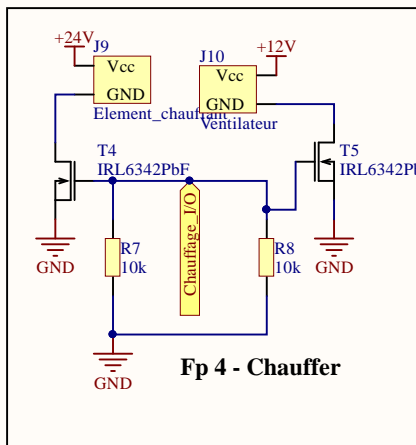 +24V
J9
Vcc
GND
Element_chauffant
J10
+12V
Vcc
GND
Ventilateur
T4
IRL6342PbF
T5
IRL6342Pb
Chauffage_I/O
R7
10k
R8
10k
GND
GND
GND
Fp 4 - Chauffer